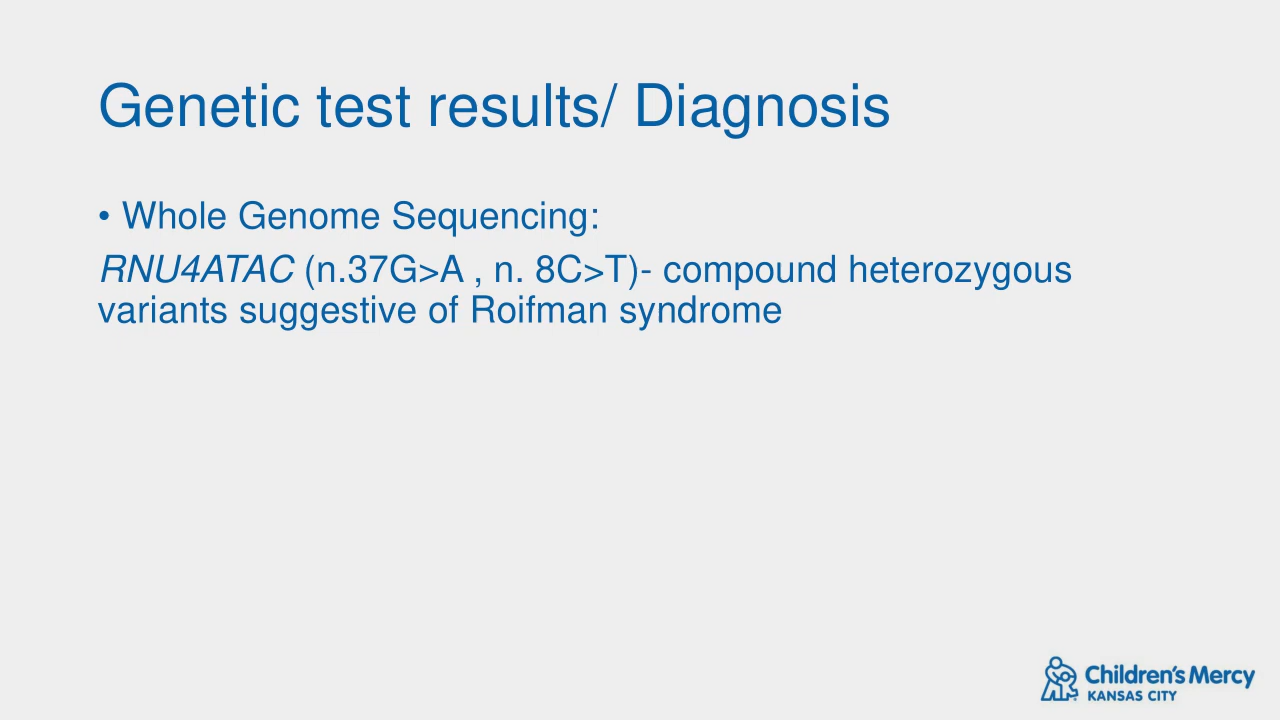 Genetic test results/ Diagnosis
• Whole Genome Sequencing:
RNU4ATAC (n.37G>A , n. 8C>T)- compound heterozygous
variants suggestive of Roifman syndrome
Children's Mercy
KANSAS CITY